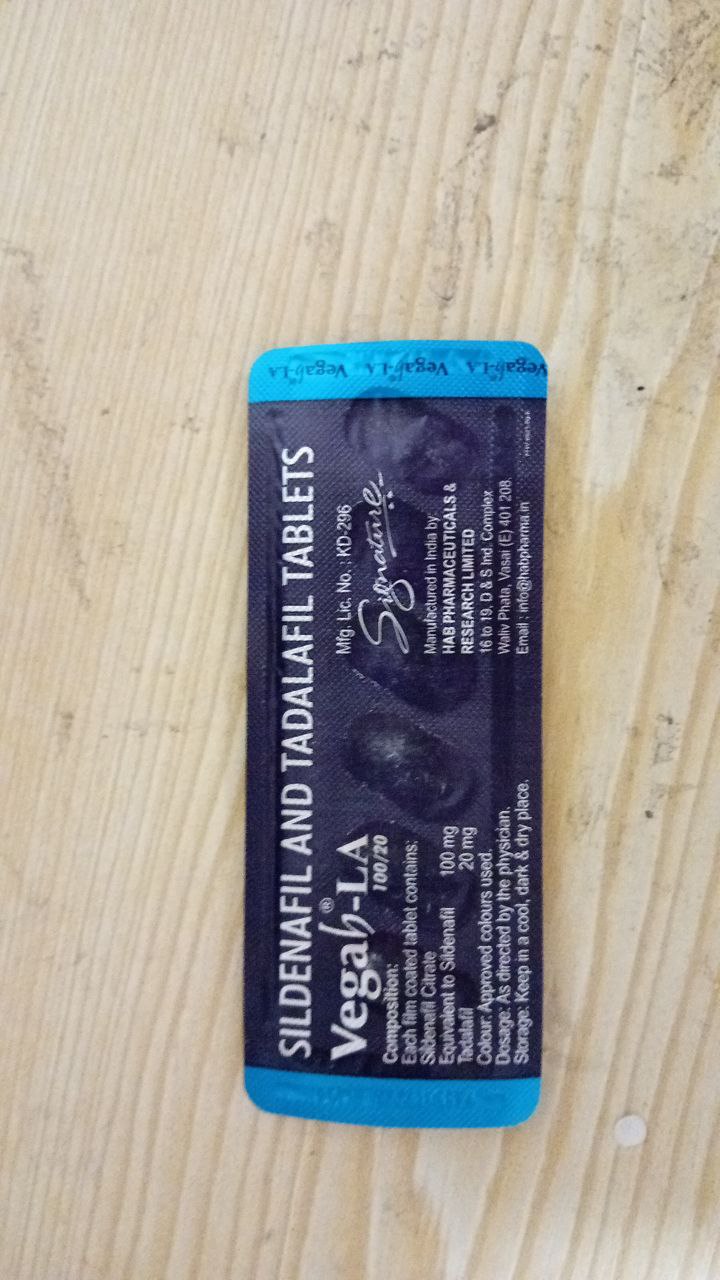 Vegah®-LA Vegah®-LA Vegah®-LA
SILDENAFIL AND TADALAFIL TABLETS
Vegah®-LA
100/20
Composition:
Each film coated tablet contains:
Sildenafil Citrate
Equivalent to Sildenafil 100 mg
Tadalafil 20 mg
Colour: Approved colours used.
Dosage: As directed by the physician.
Storage: Keep in a cool, dark & dry place.
Mfg. Lic. No. : KD-296
Signature
Manufactured in India by:
HAB PHARMACEUTICALS &
RESEARCH LIMITED
16 to 19, D & S Ind. Complex
Waliv Phata, Vasai (E) 401 208.
Email : info@habpharma.in